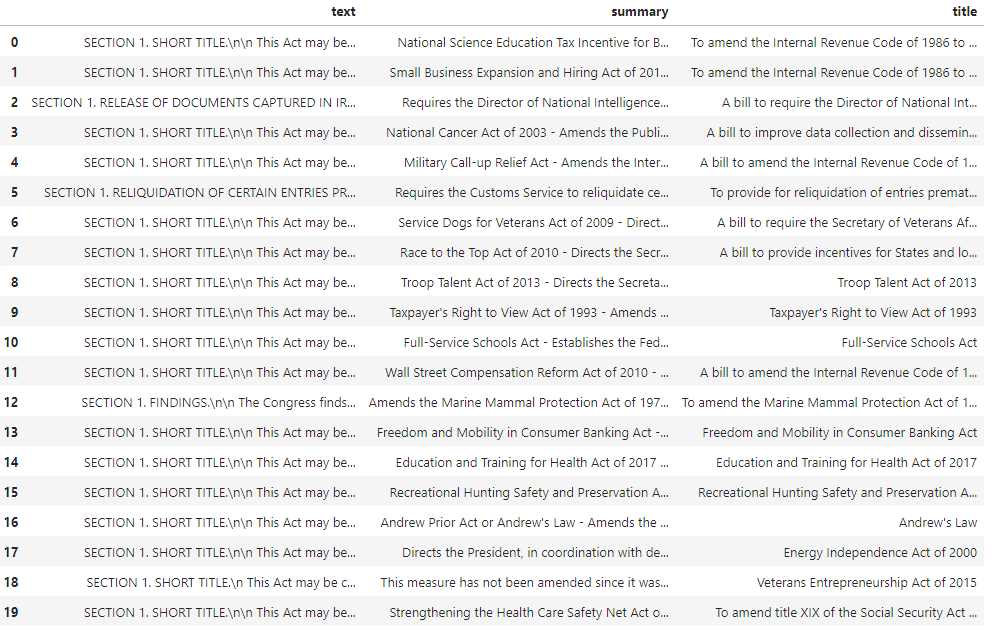 text summary title
0 SECTION 1. SHORT TITLE.\n\n This Act may be... National Science Education Tax Incentive for B... To amend the Internal Revenue Code of 1986 to ...
1 SECTION 1. SHORT TITLE.\n\n This Act may be... Small Business Expansion and Hiring Act of 201... To amend the Internal Revenue Code of 1986 to ...
2 SECTION 1. RELEASE OF DOCUMENTS CAPTURED IN IR... Requires the Director of National Intelligence... A bill to require the Director of National Int...
3 SECTION 1. SHORT TITLE.\n\n This Act may be... National Cancer Act of 2003 - Amends the Publi... A bill to improve data collection and dissemin...
4 SECTION 1. SHORT TITLE.\n\n This Act may be... Military Call-up Relief Act - Amends the Inter... A bill to amend the Internal Revenue Code of 1...
5 SECTION 1. RELIQUIDATION OF CERTAIN ENTRIES PR... Requires the Customs Service to reliquidate ce... To provide for reliquidation of entries premat...
6 SECTION 1. SHORT TITLE.\n\n This Act may be... Service Dogs for Veterans Act of 2009 - Direct... A bill to require the Secretary of Veterans Af...
7 SECTION 1. SHORT TITLE.\n\n This Act may be... Race to the Top Act of 2010 - Directs the Secr... A bill to provide incentives for States and lo...
8 SECTION 1. SHORT TITLE.\n\n This Act may be... Troop Talent Act of 2013 - Directs the Secreta... Troop Talent Act of 2013
9 SECTION 1. SHORT TITLE.\n\n This Act may be... Taxpayer's Right to View Act of 1993 - Amends ... Taxpayer's Right to View Act of 1993
10 SECTION 1. SHORT TITLE.\n\n This Act may be... Full-Service Schools Act - Establishes the Fed... Full-Service Schools Act
11 SECTION 1. SHORT TITLE.\n\n This Act may be... Wall Street Compensation Reform Act of 2010 - ... A bill to amend the Internal Revenue Code of 1...
12 SECTION 1. FINDINGS.\n\n The Congress finds... Amends the Marine Mammal Protection Act of 197... To amend the Marine Mammal Protection Act of 1...
13 SECTION 1. SHORT TITLE.\n\n This Act may be... Freedom and Mobility in Consumer Banking Act -... Freedom and Mobility in Consumer Banking Act
14 SECTION 1. SHORT TITLE.\n\n This Act may be... Education and Training for Health Act of 2017 ... Education and Training for Health Act of 2017
15 SECTION 1. SHORT TITLE.\n\n This Act may be... Recreational Hunting Safety and Preservation A... Recreational Hunting Safety and Preservation A...
16 SECTION 1. SHORT TITLE.\n\n This Act may be... Andrew Prior Act or Andrew's Law - Amends the ... Andrew's Law
17 SECTION 1. SHORT TITLE.\n\n This Act may be... Directs the President, in coordination with de... Energy Independence Act of 2000
18 SECTION 1. SHORT TITLE.\n This Act may be c... This measure has not been amended since it was... Veterans Entrepreneurship Act of 2015
19 SECTION 1. SHORT TITLE.\n\n This Act may be... Strengthening the Health Care Safety Net Act o... To amend title XIX of the Social Security Act ...